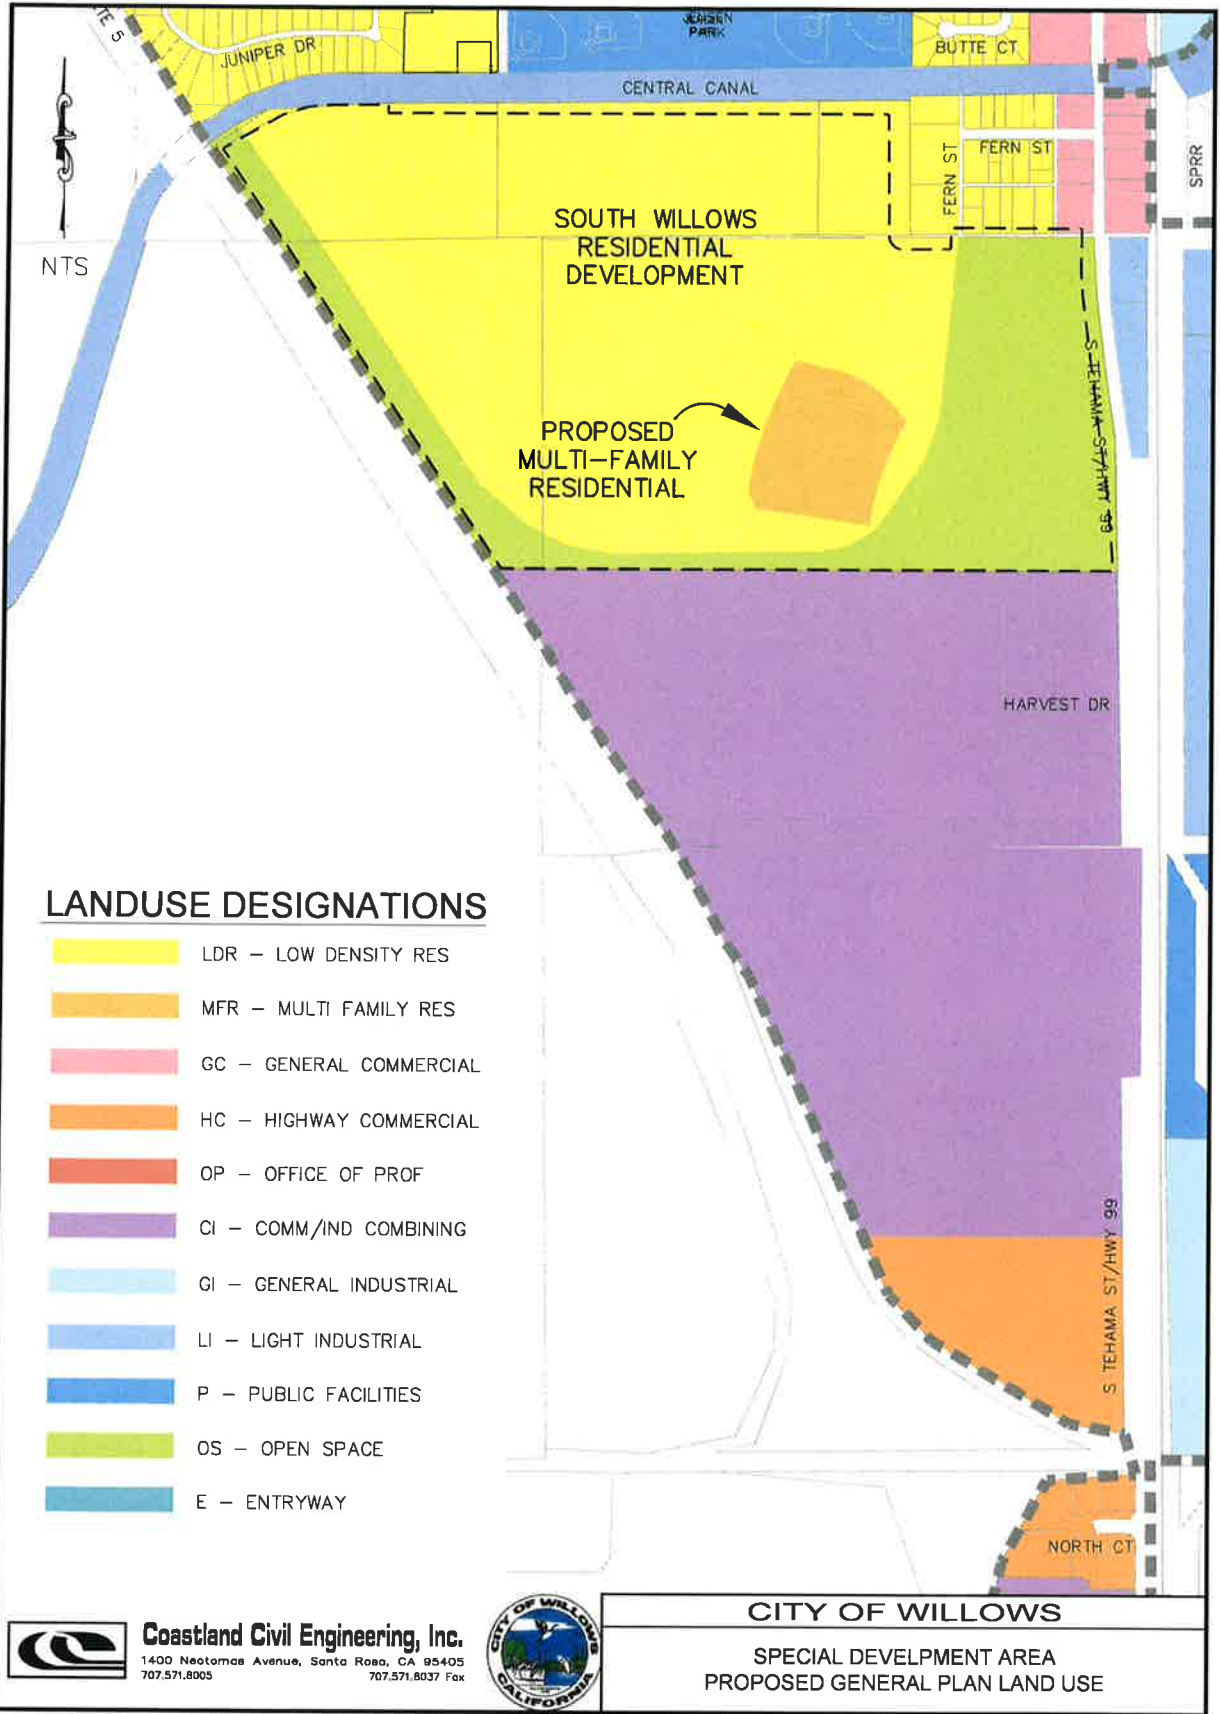 TE 5
JUNIPER DR
JENSEN
PARK
BUTTE CT
CENTRAL CANAL
FERN ST
FERN ST
SPRR
NTS
SOUTH WILLOWS
RESIDENTIAL
DEVELOPMENT
S TEHAMA ST/HWY 99
PROPOSED
MULTI-FAMILY
RESIDENTIAL
HARVEST DR
LANDUSE DESIGNATIONS
LDR – LOW DENSITY RES
MFR – MULTI FAMILY RES
GC – GENERAL COMMERCIAL
HC – HIGHWAY COMMERCIAL
OP – OFFICE OF PROF
CI – COMM/IND COMBINING
GI – GENERAL INDUSTRIAL
LI – LIGHT INDUSTRIAL
P – PUBLIC FACILITIES
OS – OPEN SPACE
E – ENTRYWAY
S TEHAMA ST/HWY 99
NORTH CT
Coastland Civil Engineering, Inc.
1400 Neotomas Avenue, Santa Rosa, CA 95405
707.571.8005 707.571.8037 Fax
CITY OF WILLOWS
CALIFORNIA
CITY OF WILLOWS
SPECIAL DEVELPMENT AREA
PROPOSED GENERAL PLAN LAND USE